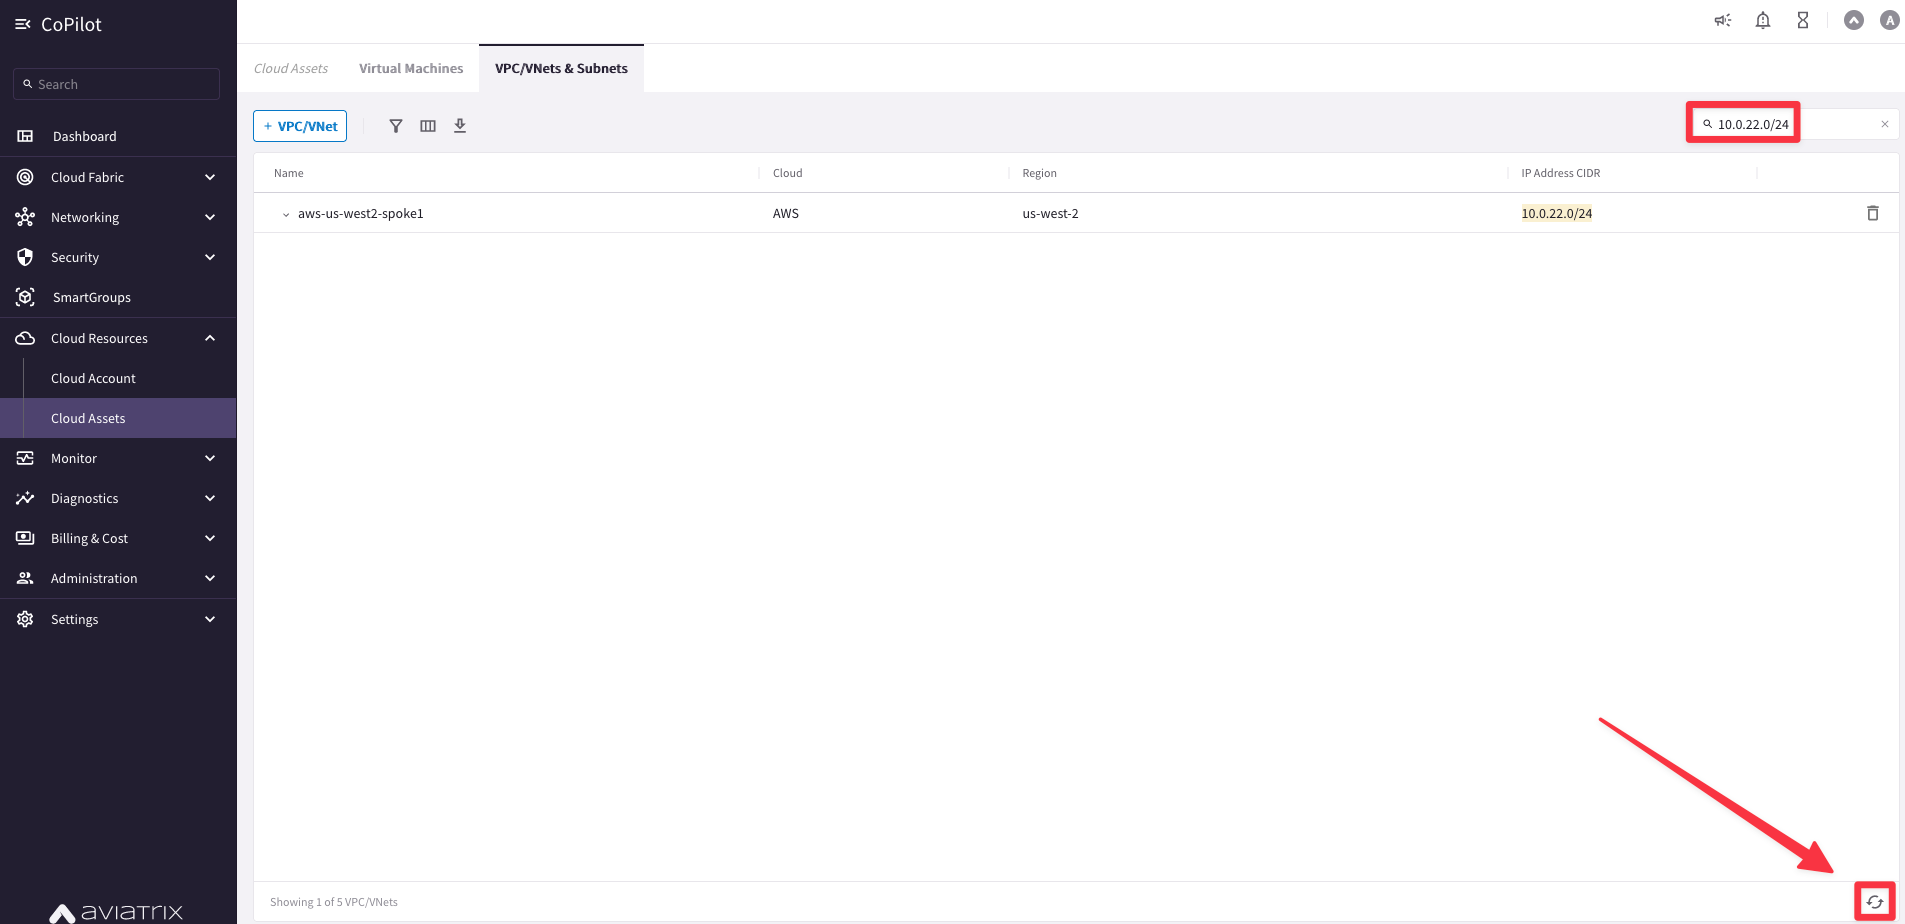 CoPilot
Search
Dashboard
Cloud Fabric
Networking
Security
SmartGroups
Cloud Resources
Cloud Account
Cloud Assets
Monitor
Diagnostics
Billing & Cost
Administration
Settings
aviatrix
A
Cloud Assets Virtual Machines VPC/VNets & Subnets
+ VPC/VNet
10.0.22.0/24
Name Cloud Region IP Address CIDR
aws-us-west2-spoke1 AWS us-west-2 10.0.22.0/24
Showing 1 of 5 VPC/VNets